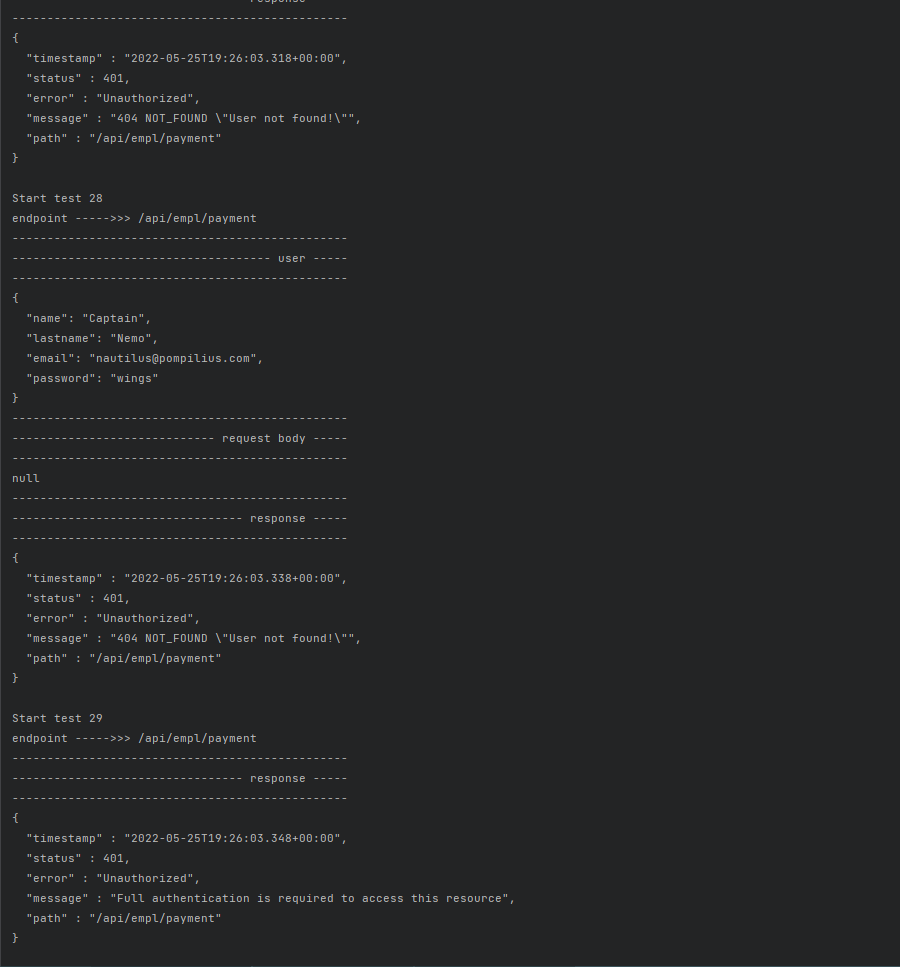 response
------------------------------------------------
{
  "timestamp" : "2022-05-25T19:26:03.318+00:00",
  "status" : 401,
  "error" : "Unauthorized",
  "message" : "404 NOT_FOUND \"User not found!\"",
  "path" : "/api/empl/payment"
}

Start test 28
endpoint ----->>> /api/empl/payment
------------------------------------------------
------------------------------------- user -----
------------------------------------------------
{
  "name": "Captain",
  "lastname": "Nemo",
  "email": "nautilus@pompilius.com",
  "password": "wings"
}
------------------------------------------------
----------------------------- request body -----
------------------------------------------------
null
------------------------------------------------
--------------------------------- response -----
------------------------------------------------
{
  "timestamp" : "2022-05-25T19:26:03.338+00:00",
  "status" : 401,
  "error" : "Unauthorized",
  "message" : "404 NOT_FOUND \"User not found!\"",
  "path" : "/api/empl/payment"
}

Start test 29
endpoint ----->>> /api/empl/payment
------------------------------------------------
--------------------------------- response -----
------------------------------------------------
{
  "timestamp" : "2022-05-25T19:26:03.348+00:00",
  "status" : 401,
  "error" : "Unauthorized",
  "message" : "Full authentication is required to access this resource",
  "path" : "/api/empl/payment"
}